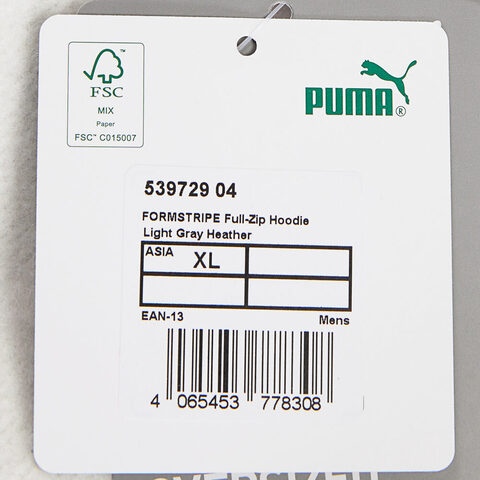 FSC
MIX
Paper
FSC™ C015007
PUMA®
539729 04
FORMSTRIPE Full-Zip Hoodie
Light Gray Heather
ASIA XL
EAN-13 Mens
4 065453 778308
OVERSIZED